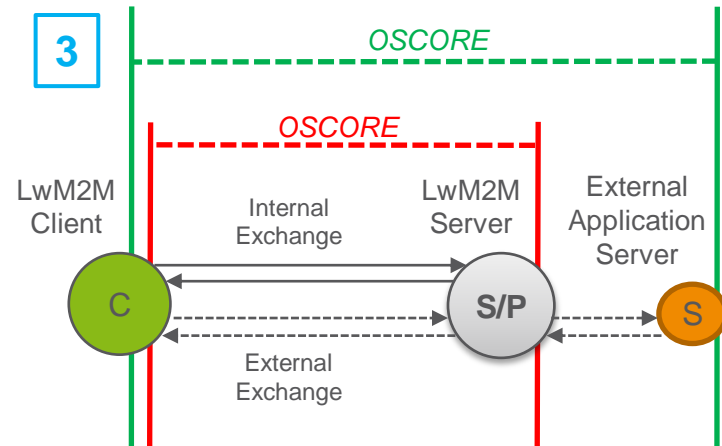 3
OSCORE
OSCORE
LwM2M
Client
Internal
Exchange
LwM2M
Server
External
Application
Server
C
S/P
S
External
Exchange